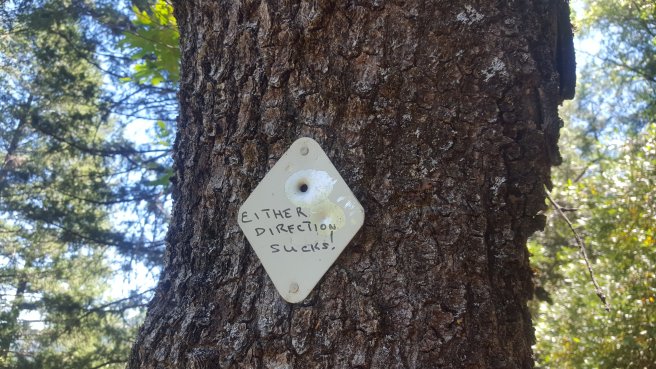 EITHER
DIRECTION
SUCKS!